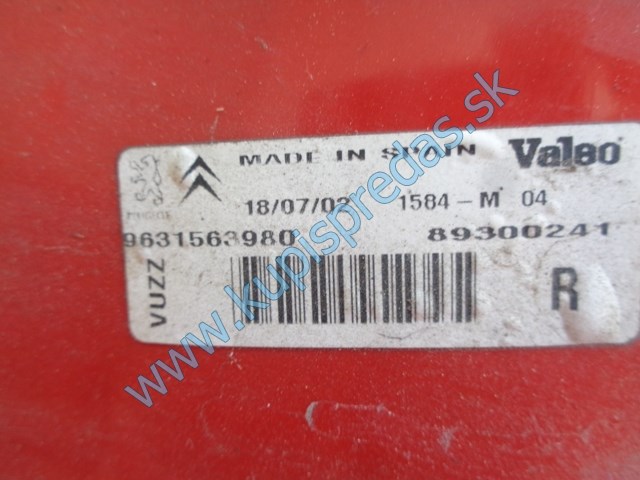 MADE IN SPAIN Valeo
18/07/02 1584-M 04
9631563980 89300241
VUZZ
R
www.kupispredas.sk